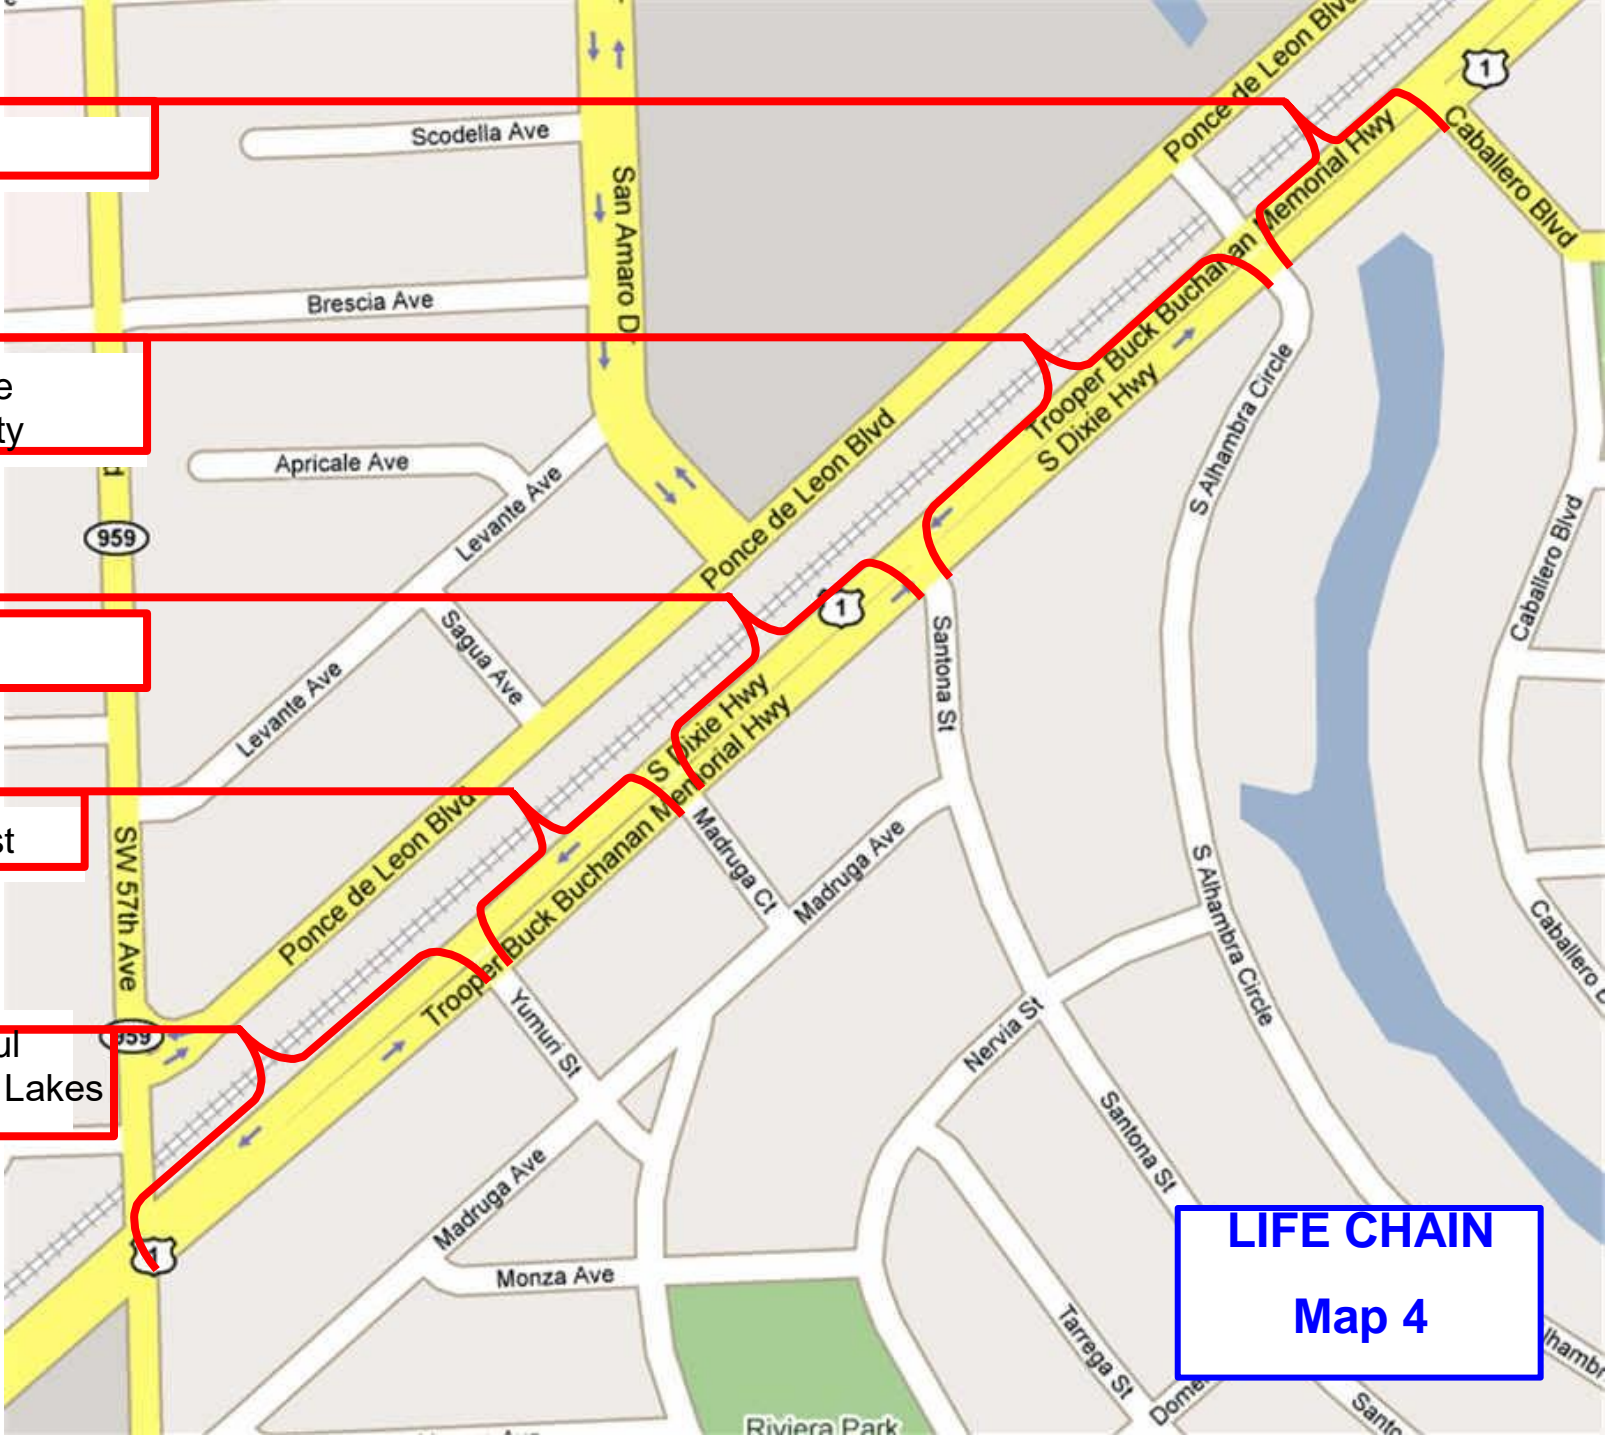 Ponce de Leon Blvd
1
Scodella Ave
Caballero Blvd
San Amaro D
Trooper Buck Buchanan Memorial Hwy
Brescia Ave
e
ty
S Dixie Hwy
S Alhambra Circle
Ponce de Leon Blvd
Apricale Ave
Levante Ave
959
Caballero Blvd
1
Sagua Ave
Santona St
Levante Ave
S Dixie Hwy
Trooper Buck Buchanan Memorial Hwy
st
SW 57th Ave
Ponce de Leon Blvd
Madruga Ct
Madruga Ave
S Alhambra Circle
Caballero
Yumuri St
Nervia St
959
ul
Lakes
Santona St
Madruga Ave
1
Monza Ave
LIFE CHAIN
Map 4
Tarrega St
Riviera Park